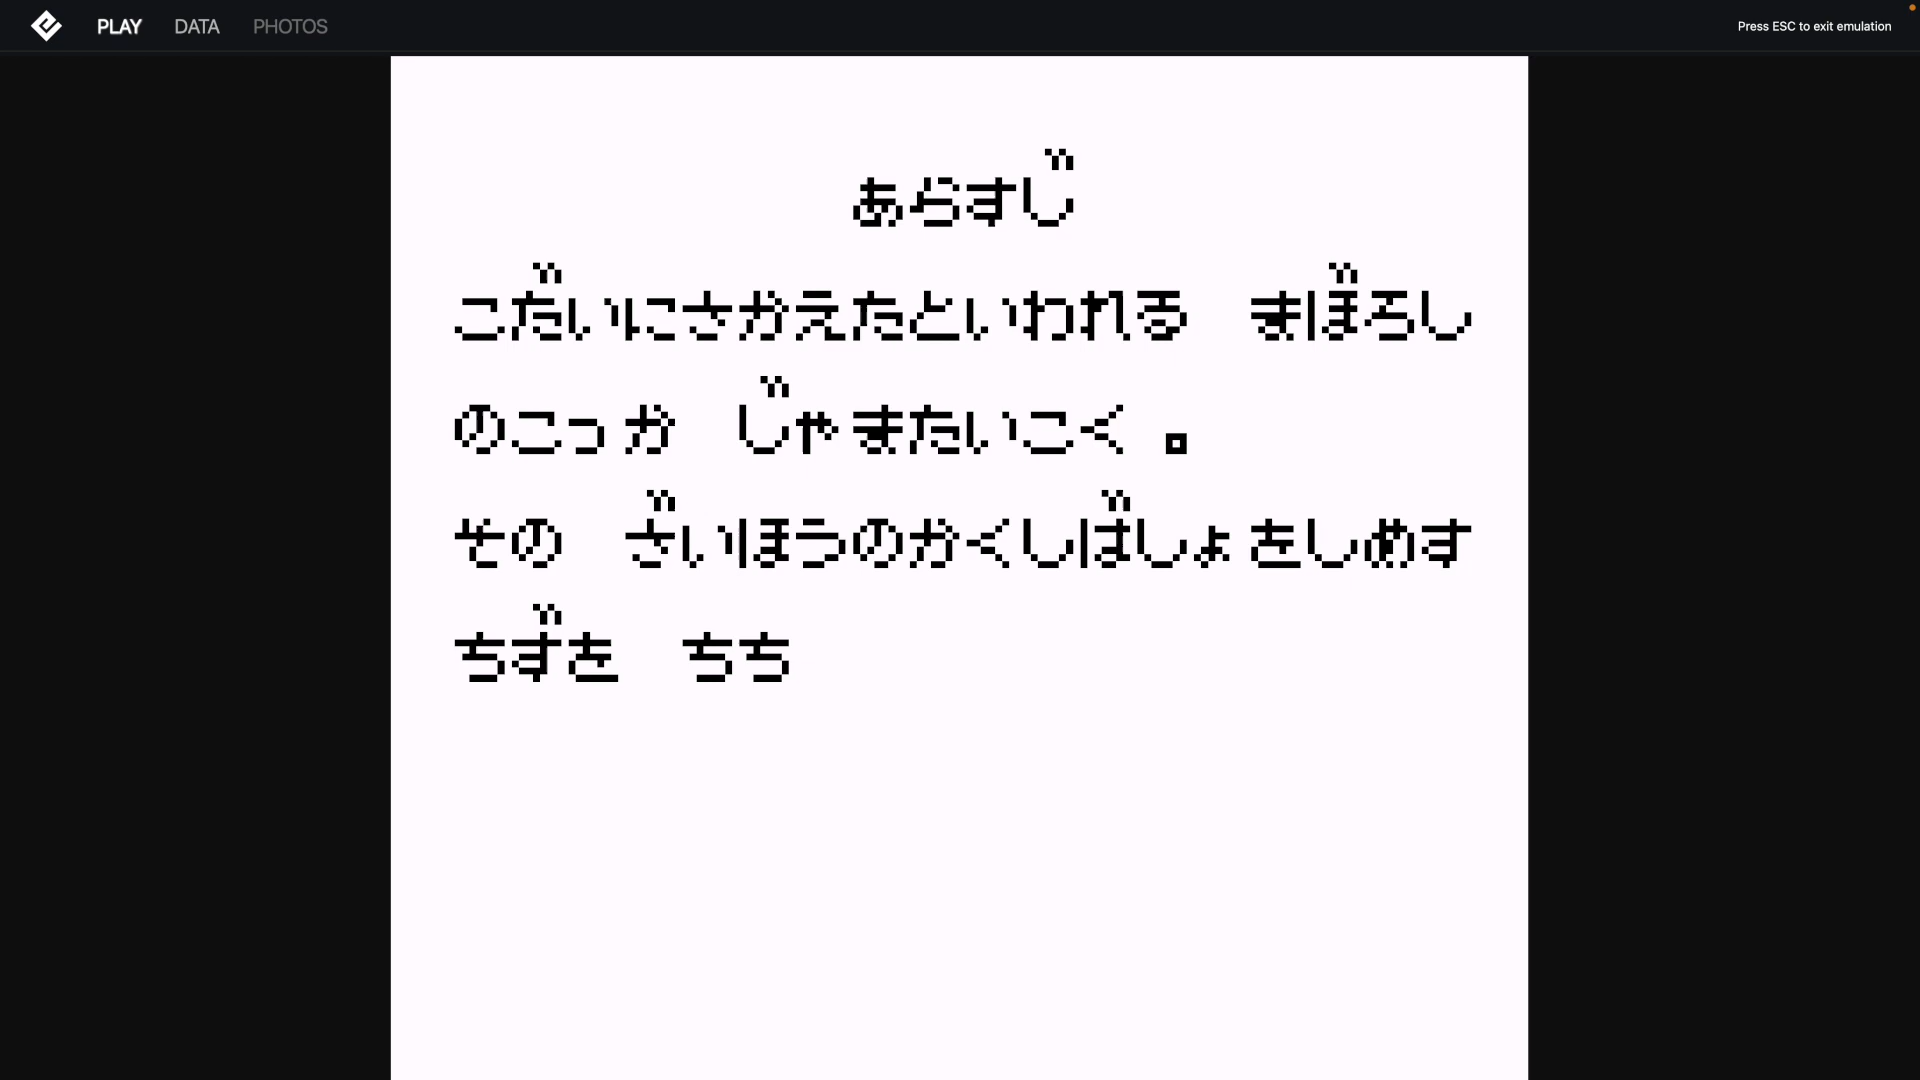 PLAY DATA PHOTOS Press ESC to exit emulation
あらすじ
こだいにさかえたといわれる　まぼろし
のこっか　じゃまたいこく。
その　ざいほうのかくしばしょをしめす
ちずを　ちち